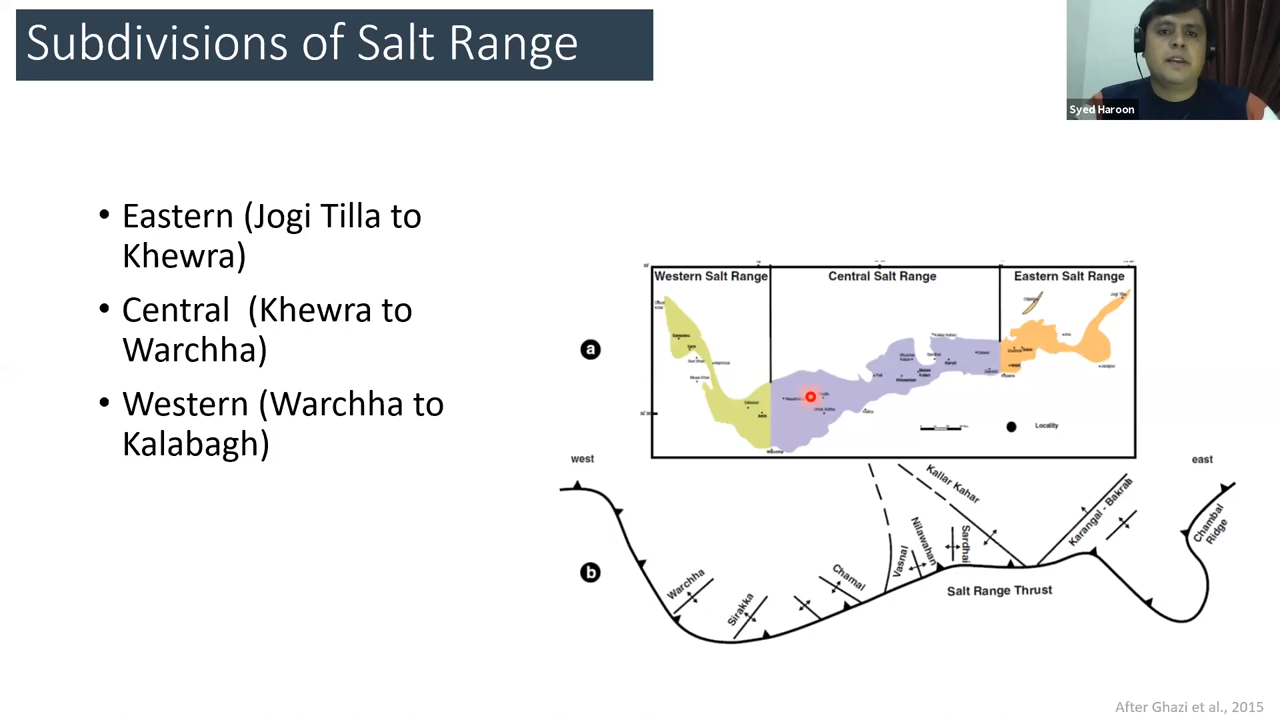 Subdivisions of Salt Range
Syed Haroon
• Eastern (Jogi Tilla to
Khewra)
• Central (Khewra to
Warchha)
• Western (Warchha to
Kalabagh)
Western Salt Range
Central Salt Range
Eastern Salt Range
a
Locality
west
east
b
Warchha
Sirakka
Chamal
Vasnal
Nilawahan
Sardhai
Kallar Kahar
Karangal - Bakrah
Chambal
Ridge
Salt Range Thrust
After Ghazi et al., 2015